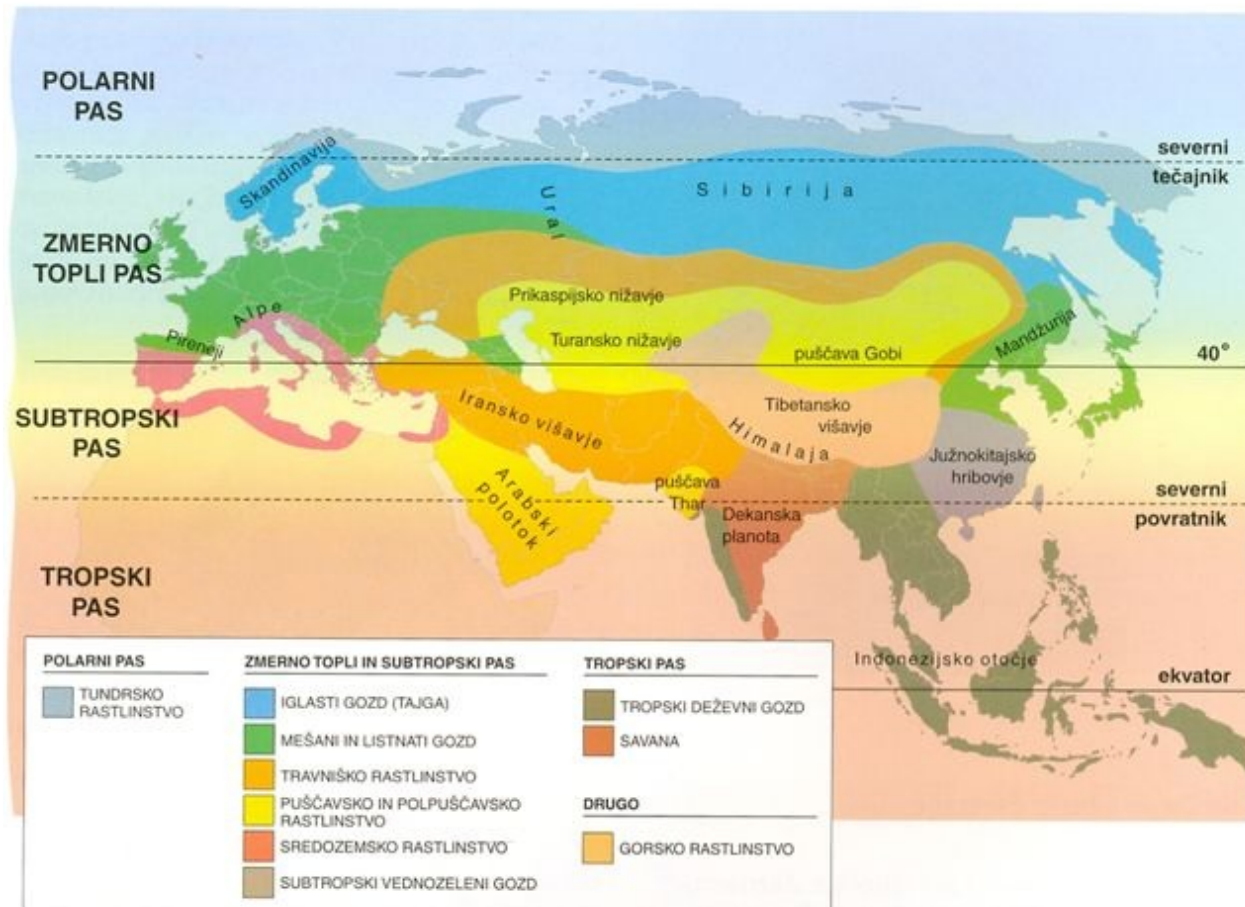 POLARNI
PAS
severni
tečajnik
Skandinavija
Ural
Sibirija
ZMERNO
TOPLI PAS
Prikaspijsko nižavje
Alpe
Pireneji
Turansko nižavje
puščava Gobi
Mandžurija
40°
SUBTROPSKI
PAS
Iransko višavje
Tibetansko
višavje
Himalaja
Južnokitajsko
hribovje
Arabski
polotok
puščava
Thar
Dekanska
planota
severni
povratnik
TROPSKI
PAS
Indonezijsko otočje
ekvator
POLARNI PAS
TUNDRSKO
RASTLINSTVO
ZMERNO TOPLI IN SUBTROPSKI PAS
IGLASTI GOZD (TAJGA)
MEŠANI IN LISTNATI GOZD
TRAVNIŠKO RASTLINSTVO
PUŠČAVSKO IN POLPUŠČAVSKO
RASTLINSTVO
SREDOZEMSKO RASTLINSTVO
SUBTROPSKI VEDNOZELENI GOZD
TROPSKI PAS
TROPSKI DEŽEVNI GOZD
SAVANA
DRUGO
GORSKO RASTLINSTVO